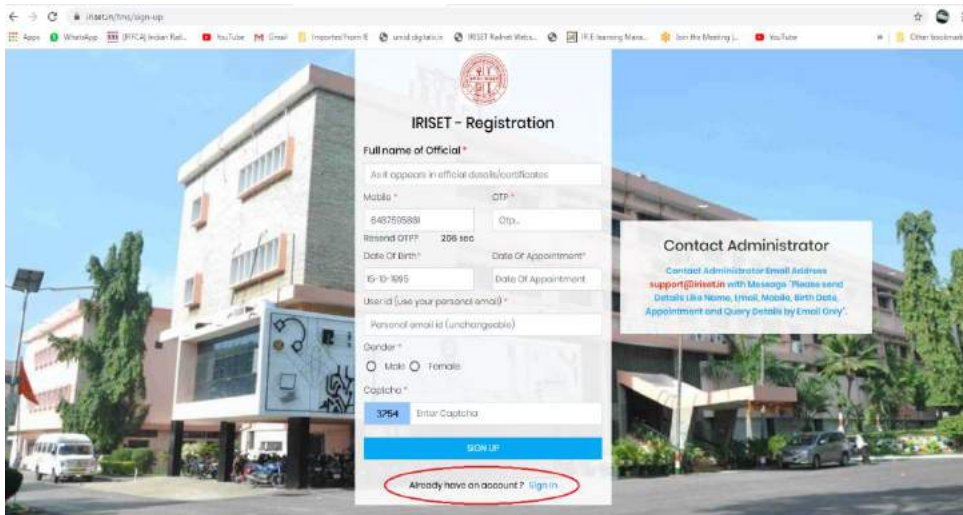 iriset.in/tms/sign-up
Apps WhatsApp YouTube Gmail Imported From IE Join the Meeting YouTube Other bookmarks
IRISET - Registration
Full name of Official *
As it appears in official details/certificates
Mobile * OTP *
Otp..
Resend OTP? 206 sec
Date Of Birth* Date Of Appointment*
15-10-1995 Date Of Appointment
User id (use your personal email) *
Personal email id (unchangeable)
Gender *
Male Female
Captcha *
3754 Enter Captcha
SIGN UP
Already have an account ? Sign In
Contact Administrator
Contact Administrator Email Address
support@iriset.in with Message "Please send
Details Like Name, Email, Mobile, Birth Date,
Appointment and Query Details by Email Only".